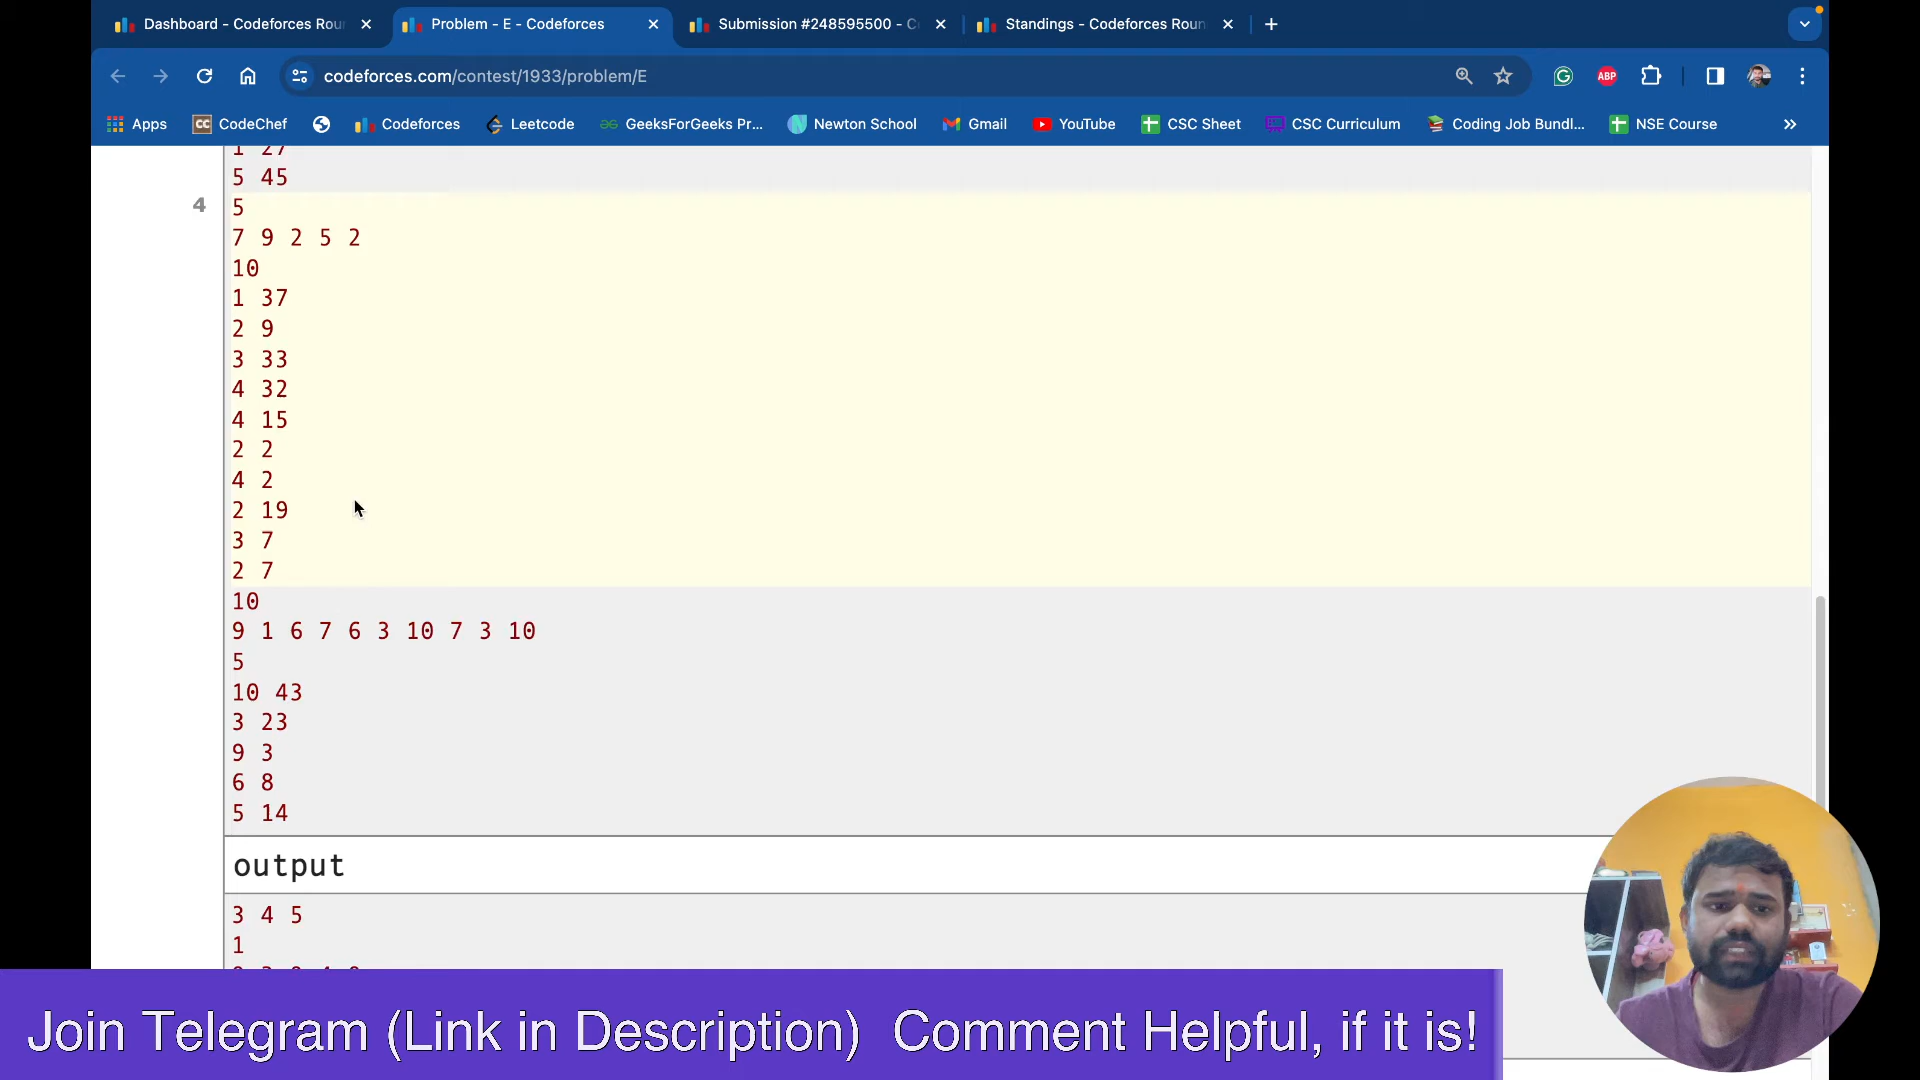 Dashboard - Codeforces Rou
Problem - E - Codeforces
Submission #248595500 - C
Standings - Codeforces Roun
codeforces.com/contest/1933/problem/E
ABP
Apps
CC CodeChef
Codeforces
Leetcode
GeeksForGeeks Pr...
Newton School
Gmail
YouTube
CSC Sheet
CSC Curriculum
Coding Job Bundl...
NSE Course
1 27
5 45
4
5
7 9 2 5 2
10
1 37
2 9
3 33
4 32
4 15
2 2
4 2
2 19
3 7
2 7
10
9 1 6 7 6 3 10 7 3 10
5
10 43
3 23
9 3
6 8
5 14
output
3 4 5
1
Join Telegram (Link in Description) Comment Helpful, if it is!